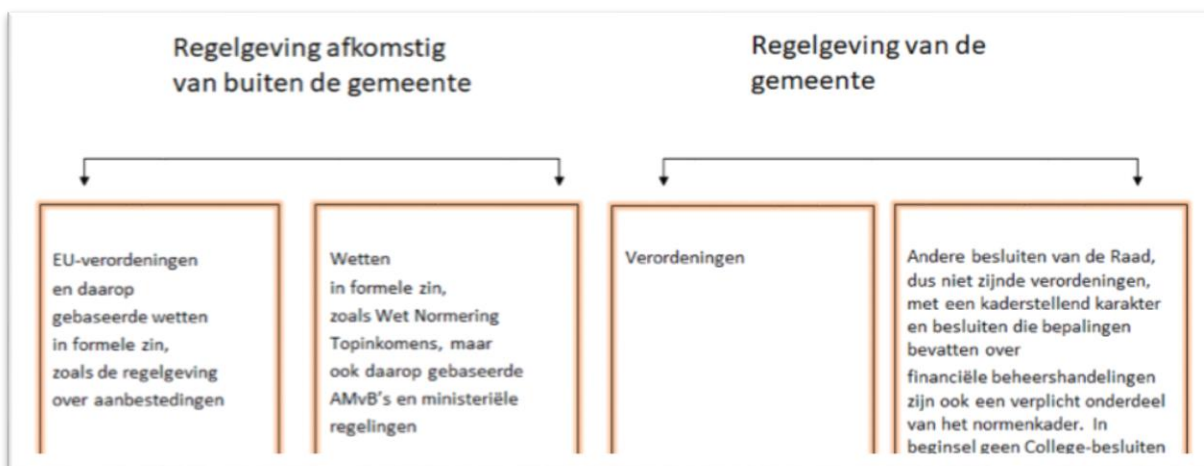 Regelgeving afkomstig
van buiten de gemeente
Regelgeving van de
gemeente
EU-verordeningen
en daarop
gebaseerde wetten
in formele zin,
zoals de regelgeving
over aanbestedingen
Wetten
in formele zin,
zoals Wet Normering
Topinkomens, maar
ook daarop gebaseerde
AMvB's en ministeriële
regelingen
Verordeningen
Andere besluiten van de Raad,
dus niet zijnde verordeningen,
met een kaderstellend karakter
en besluiten die bepalingen
bevatten over
financiële beheershandelingen
zijn ook een verplicht onderdeel
van het normenkader. In
beginsel geen College-besluiten